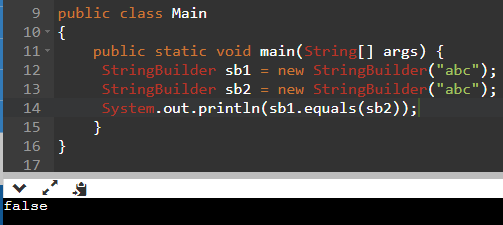 9 public class Main
10 {
11 public static void main(String[] args) {
12 StringBuilder sb1 = new StringBuilder("abc");
13 StringBuilder sb2 = new StringBuilder("abc");
14 System.out.println(sb1.equals(sb2));
15 }
16 }
17
false